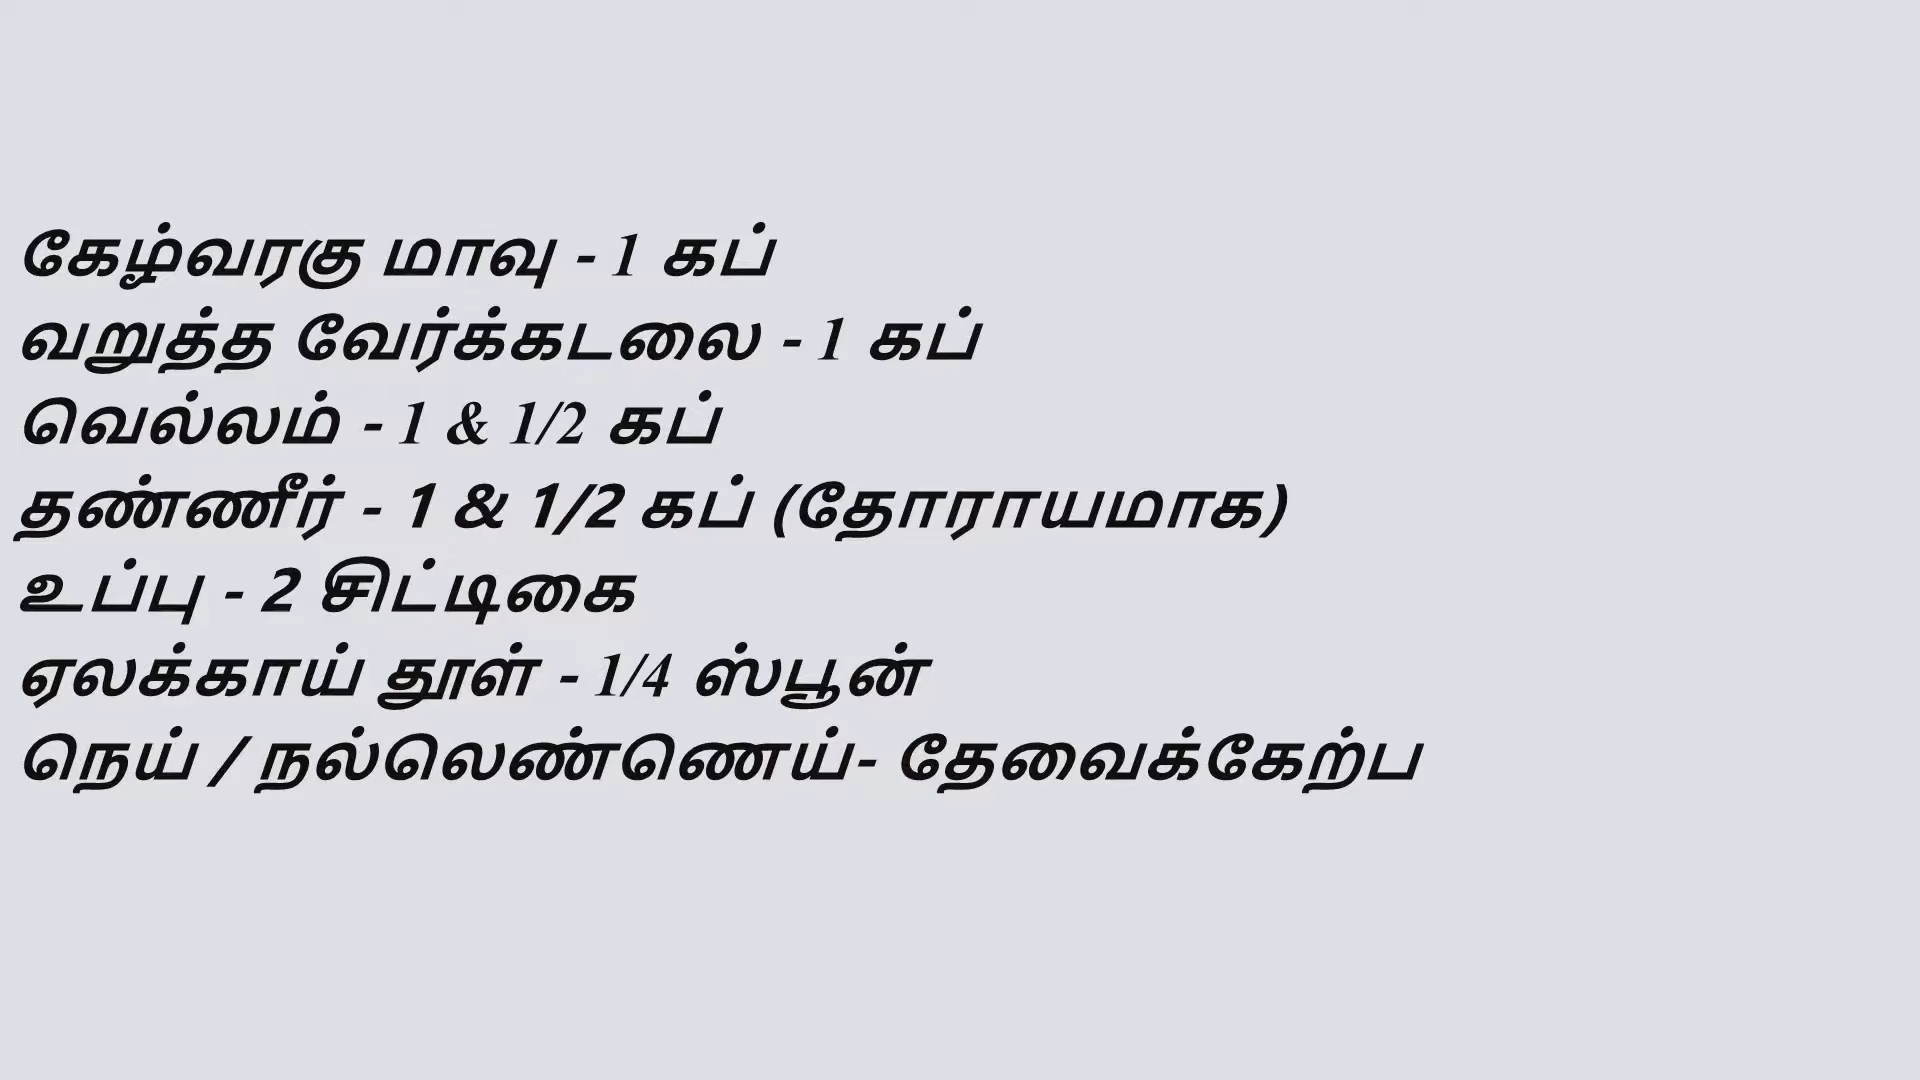 கேழ்வரகு மாவு - 1 கப்
வறுத்த வேர்க்கடலை - 1 கப்
வெல்லம் - 1 & 1/2 கப்
தண்ணீர் - 1 & 1/2 கப் (தோராயமாக)
உப்பு - 2 சிட்டிகை
ஏலக்காய் தூள் - 1/4 ஸ்பூன்
நெய் / நல்லெண்ணெய்- தேவைக்கேற்ப